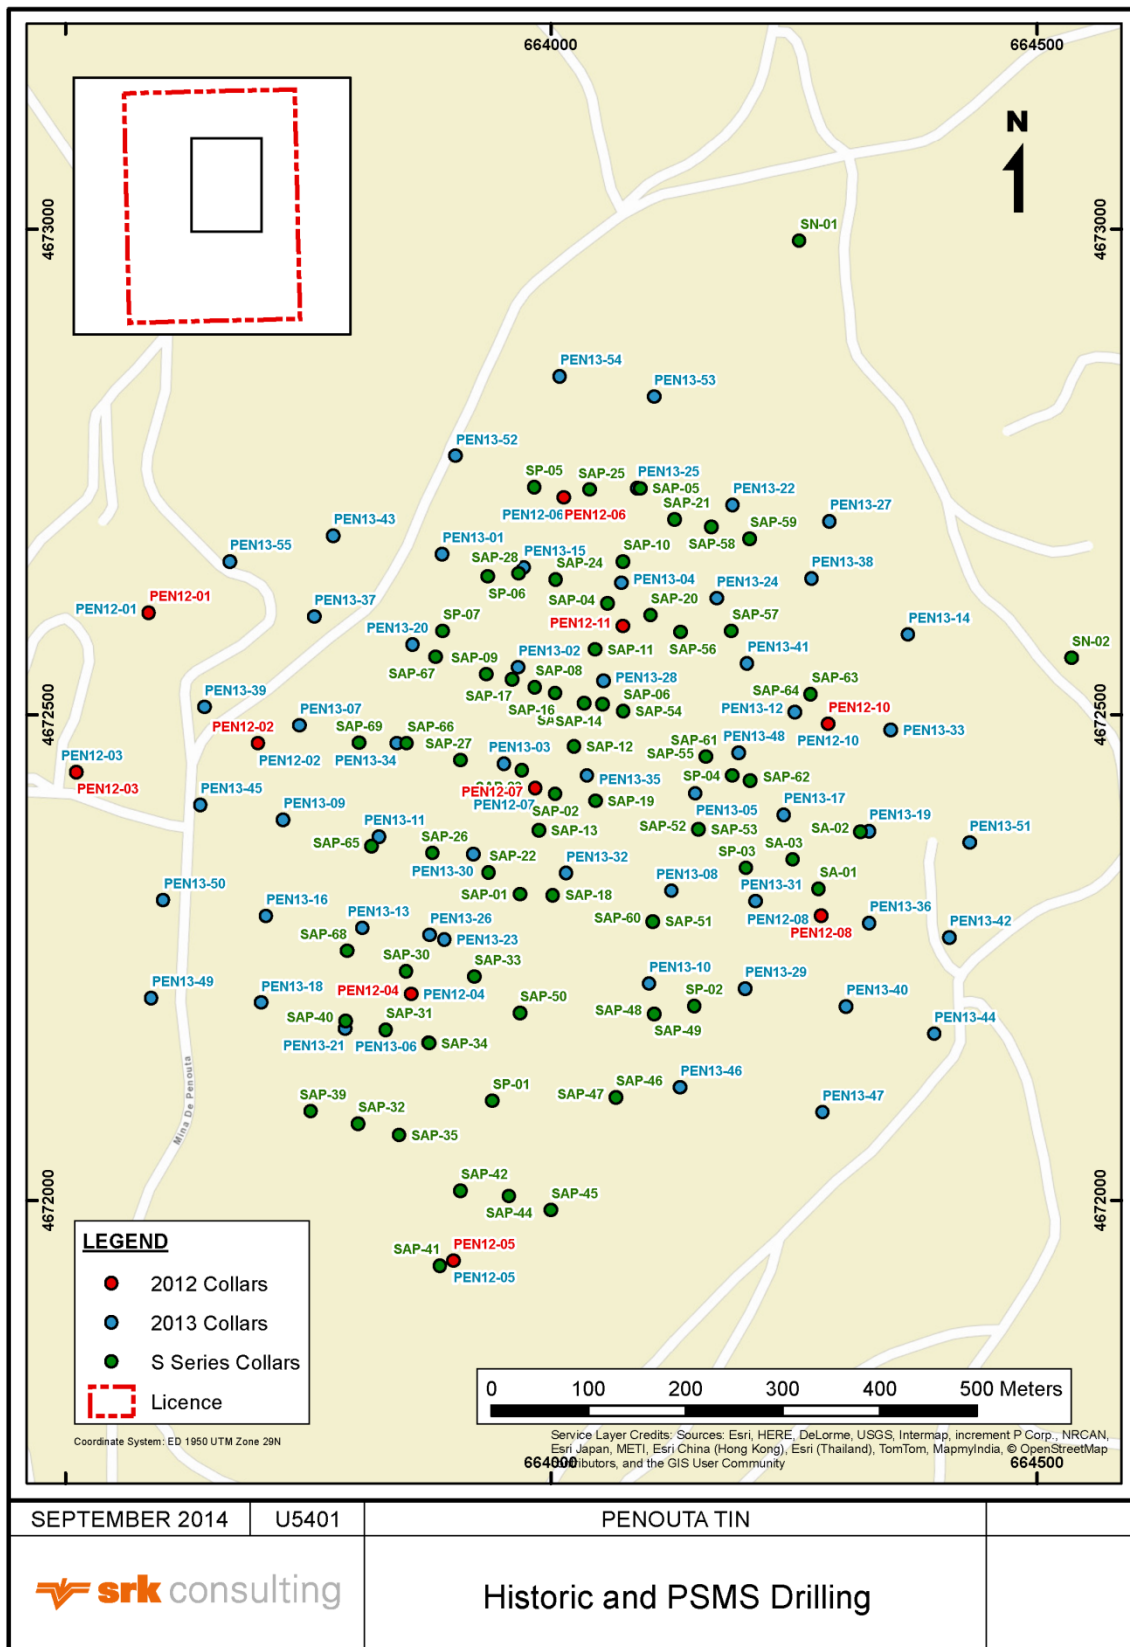 664000
664500
N
4673000
4673000
SN-01
PEN13-54
PEN13-53
PEN13-52
SP-05
SAP-25
PEN13-25
SAP-05
PEN13-22
PEN12-06
PEN12-06
SAP-21
PEN13-27
PEN13-43
SAP-59
SAP-58
PEN13-01
PEN13-55
SAP-28
PEN13-15
SAP-24
SAP-10
PEN13-38
SP-06
PEN13-04
PEN13-24
PEN12-01
PEN12-01
PEN13-37
SAP-04
SAP-20
SP-07
PEN12-11
SAP-57
PEN13-14
PEN13-20
SAP-56
SN-02
SAP-67
SAP-09
PEN13-02
SAP-11
PEN13-41
SAP-08
PEN13-28
SAP-63
SAP-64
SAP-17
SAP-06
PEN13-39
SAP-16
SAP-14
SAP-54
PEN13-12
PEN12-10
PEN12-10
4672500
4672500
PEN13-07
PEN12-02
PEN12-02
SAP-69
SAP-66
PEN13-34
PEN13-33
SAP-27
PEN13-03
SAP-12
SAP-61
SAP-55
PEN13-48
PEN12-03
PEN12-03
PEN13-35
SP-04
SAP-62
PEN12-07
PEN12-07
PEN13-45
PEN13-09
SAP-02
SAP-19
PEN13-05
PEN13-17
PEN13-11
SAP-26
SAP-13
SAP-52
SAP-53
SA-02
PEN13-19
PEN13-51
SAP-65
SAP-22
SP-03
SA-03
PEN13-30
PEN13-32
PEN13-50
SAP-01
SAP-18
PEN13-08
PEN13-31
SA-01
PEN13-16
PEN13-13
PEN13-26
SAP-60
SAP-51
PEN12-08
PEN12-08
PEN13-36
PEN13-42
SAP-68
PEN13-23
SAP-30
SAP-33
PEN13-49
PEN13-18
PEN12-04
PEN12-04
PEN13-10
PEN13-29
PEN13-40
SAP-40
SAP-31
SAP-50
SP-02
SAP-48
SAP-49
PEN13-44
PEN13-21
PEN13-06
SAP-34
Mina De Penouta
SAP-39
SAP-32
SP-01
SAP-47
SAP-46
PEN13-46
PEN13-47
SAP-35
SAP-42
SAP-44
SAP-45
4672000
4672000
SAP-41
PEN12-05
PEN12-05
LEGEND
2012 Collars
2013 Collars
S Series Collars
Licence
Coordinate System: ED 1950 UTM Zone 29N
0 100 200 300 400 500 Meters
Service Layer Credits: Sources: Esri, HERE, DeLorme, USGS, Intermap, increment P Corp., NRCAN,
Esri Japan, METI, Esri China (Hong Kong), Esri (Thailand), TomTom, MapmyIndia, © OpenStreetMap
contributors, and the GIS User Community
664000
664500
SEPTEMBER 2014
U5401
PENOUTA TIN
srk consulting
Historic and PSMS Drilling